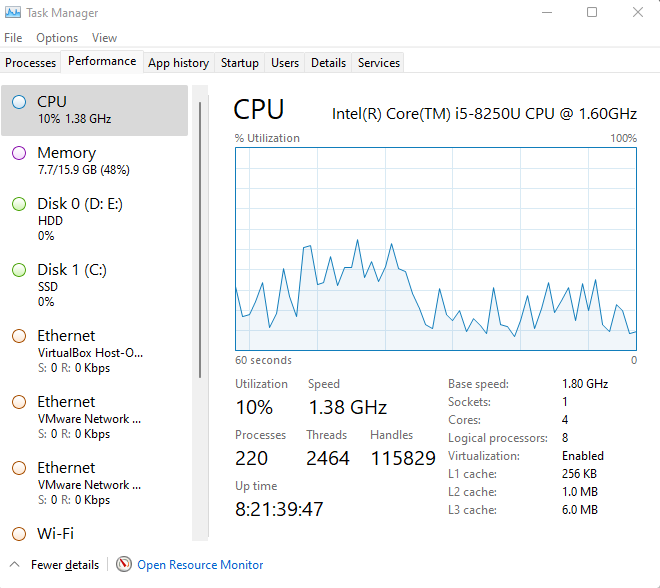 Task Manager
File Options View
Processes Performance App history Startup Users Details Services
CPU
10% 1.38 GHz
Memory
7.7/15.9 GB (48%)
Disk 0 (D: E:)
HDD
0%
Disk 1 (C:)
SSD
0%
Ethernet
VirtualBox Host-O...
S: 0 R: 0 Kbps
Ethernet
VMware Network ...
S: 0 R: 0 Kbps
Ethernet
VMware Network ...
S: 0 R: 0 Kbps
Wi-Fi
CPU Intel(R) Core(TM) i5-8250U CPU @ 1.60GHz
% Utilization 100%
60 seconds 0
Utilization Speed
10% 1.38 GHz
Processes Threads Handles
220 2464 115829
Up time
8:21:39:47
Base speed: 1.80 GHz
Sockets: 1
Cores: 4
Logical processors: 8
Virtualization: Enabled
L1 cache: 256 KB
L2 cache: 1.0 MB
L3 cache: 6.0 MB
Fewer details Open Resource Monitor